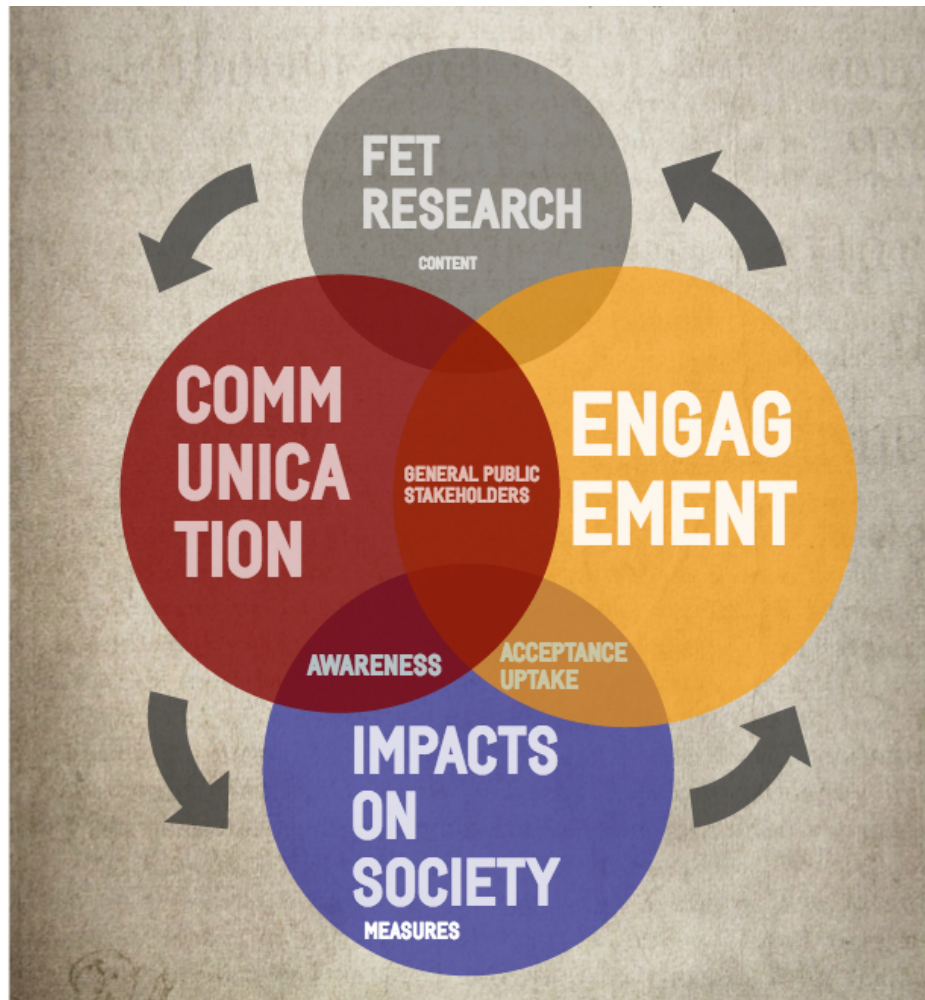 FET
RESEARCH
CONTENT
COMM
UNICA
TION
ENGAG
EMENT
GENERAL PUBLIC
STAKEHOLDERS
AWARENESS
ACCEPTANCE
UPTAKE
IMPACTS
ON
SOCIETY
MEASURES